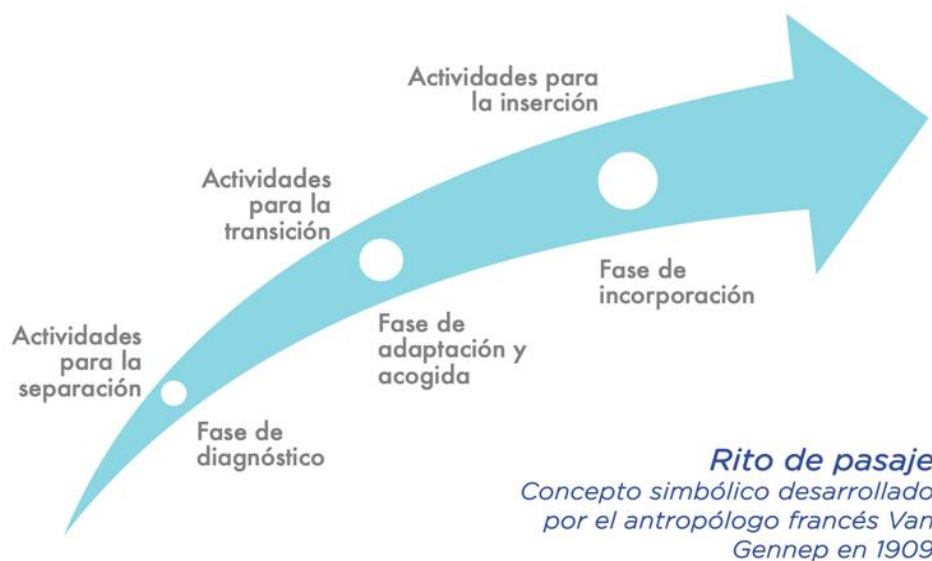 Actividades para
la inserción
Actividades
para la
transición
Fase de
incorporación
Fase de
adaptación y
acogida
Actividades
para la
separación
Fase de
diagnóstico
Rito de pasaje
Concepto simbólico desarrollado
por el antropólogo francés Van
Gennep en 1909